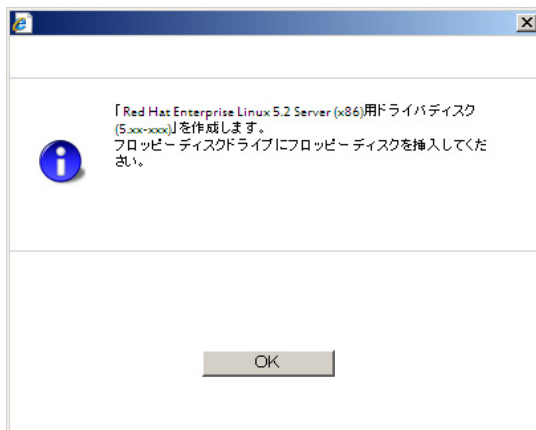 「Red Hat Enterprise Linux 5.2 Server (x86)用ドライバディスク
(5.xx-xxx)」を作成します。
フロッピーディスクドライブにフロッピーディスクを挿入してくだ
さい。
OK